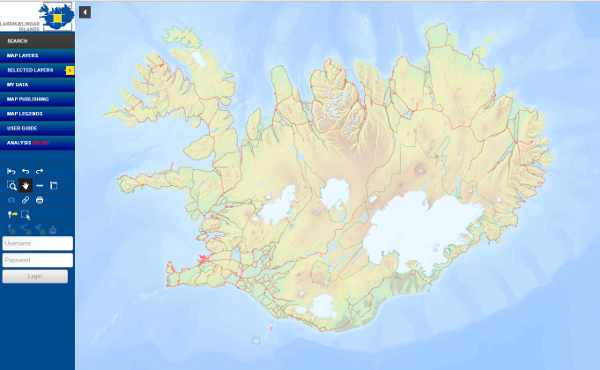 LANDMÆLINGAR
ÍSLANDS
SEARCH
MAP LAYERS
SELECTED LAYERS
MY DATA
MAP PUBLISHING
MAP LEGENDS
USER GUIDE
ANALYSIS
Username
Password
Login